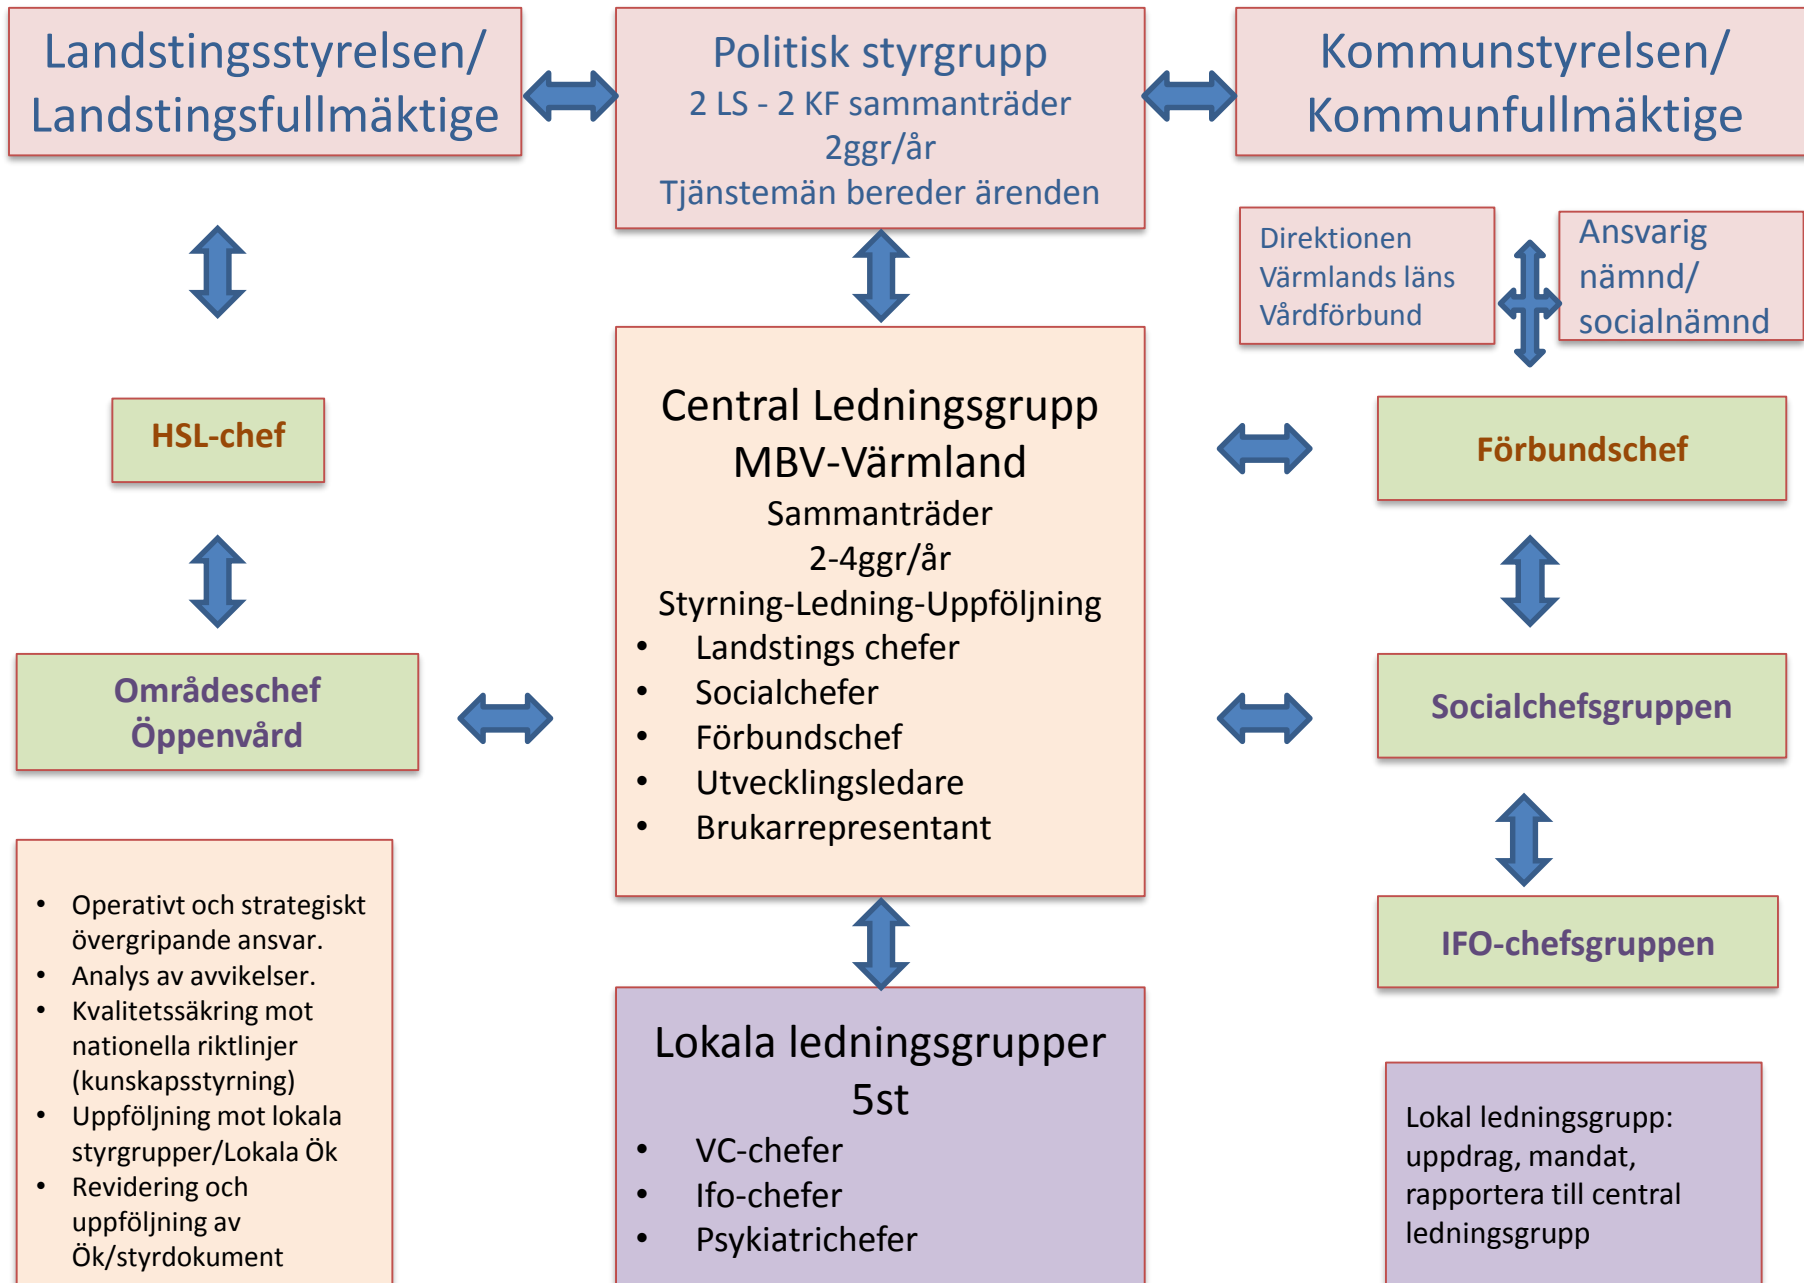 Landstingsstyrelsen/
Landstingsfullmäktige
Politisk styrgrupp
2 LS - 2 KF sammanträder
2ggr/år
Tjänstemän bereder ärenden
Kommunstyrelsen/
Kommunfullmäktige
Direktionen
Värmlands läns
Vårdförbund
Ansvarig
nämnd/
socialnämnd
HSL-chef
Central Ledningsgrupp
MBV-Värmland
Sammanträder
2-4ggr/år
Styrning-Ledning-Uppföljning
• Landstings chefer
• Socialchefer
• Förbundschef
• Utvecklingsledare
• Brukarrepresentant
Förbundschef
Områdeschef
Öppenvård
Socialchefsgruppen
• Operativt och strategiskt
övergripande ansvar.
• Analys av avvikelser.
• Kvalitetssäkring mot
nationella riktlinjer
(kunskapsstyrning)
• Uppföljning mot lokala
styrgrupper/Lokala Ök
• Revidering och
uppföljning av
Ök/styrdokument
IFO-chefsgruppen
Lokala ledningsgrupper
5st
• VC-chefer
• Ifo-chefer
• Psykiatrichefer
Lokal ledningsgrupp:
uppdrag, mandat,
rapportera till central
ledningsgrupp